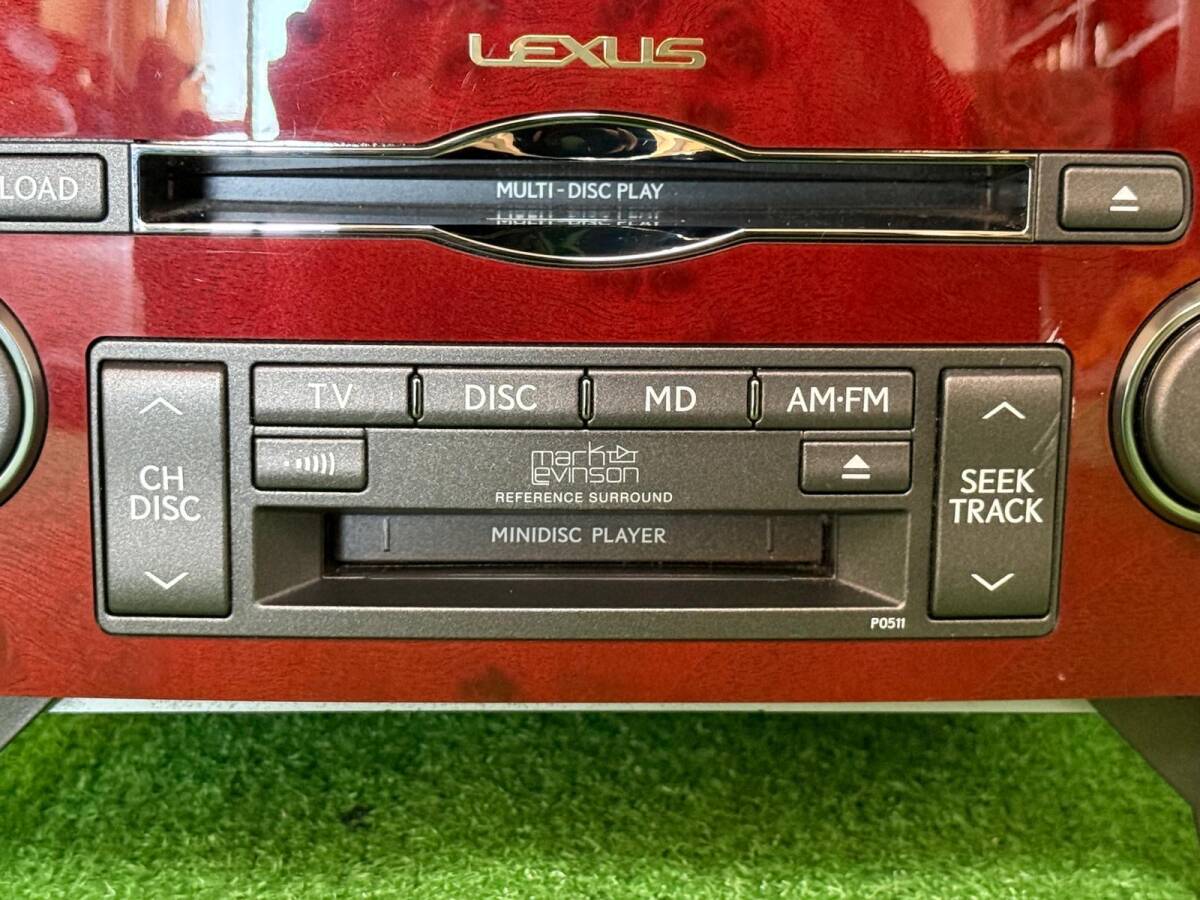 LEXUS
LOAD
MULTI-DISC PLAY
TV DISC MD AM·FM
CH
DISC
mark
Levinson
REFERENCE SURROUND
SEEK
TRACK
MINIDISC PLAYER
P0511